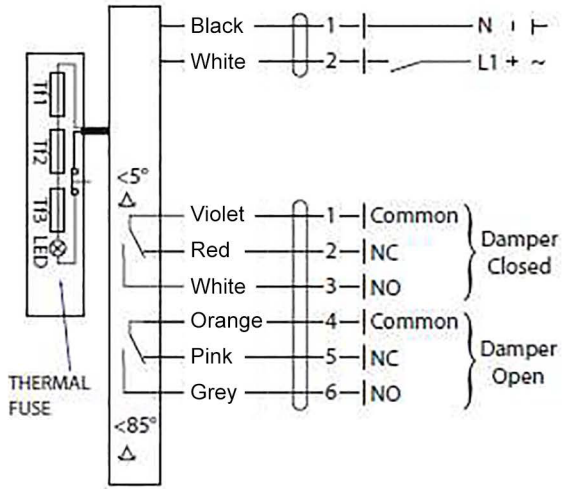 Black 1 N I ⊢
White 2 L1 + ~
Tf1
Tf2
Tf3
LED
THERMAL
FUSE
<5°
Violet 1 Common
Red 2 NC
White 3 NO
Damper
Closed
Orange 4 Common
Pink 5 NC
Grey 6 NO
Damper
Open
<85°